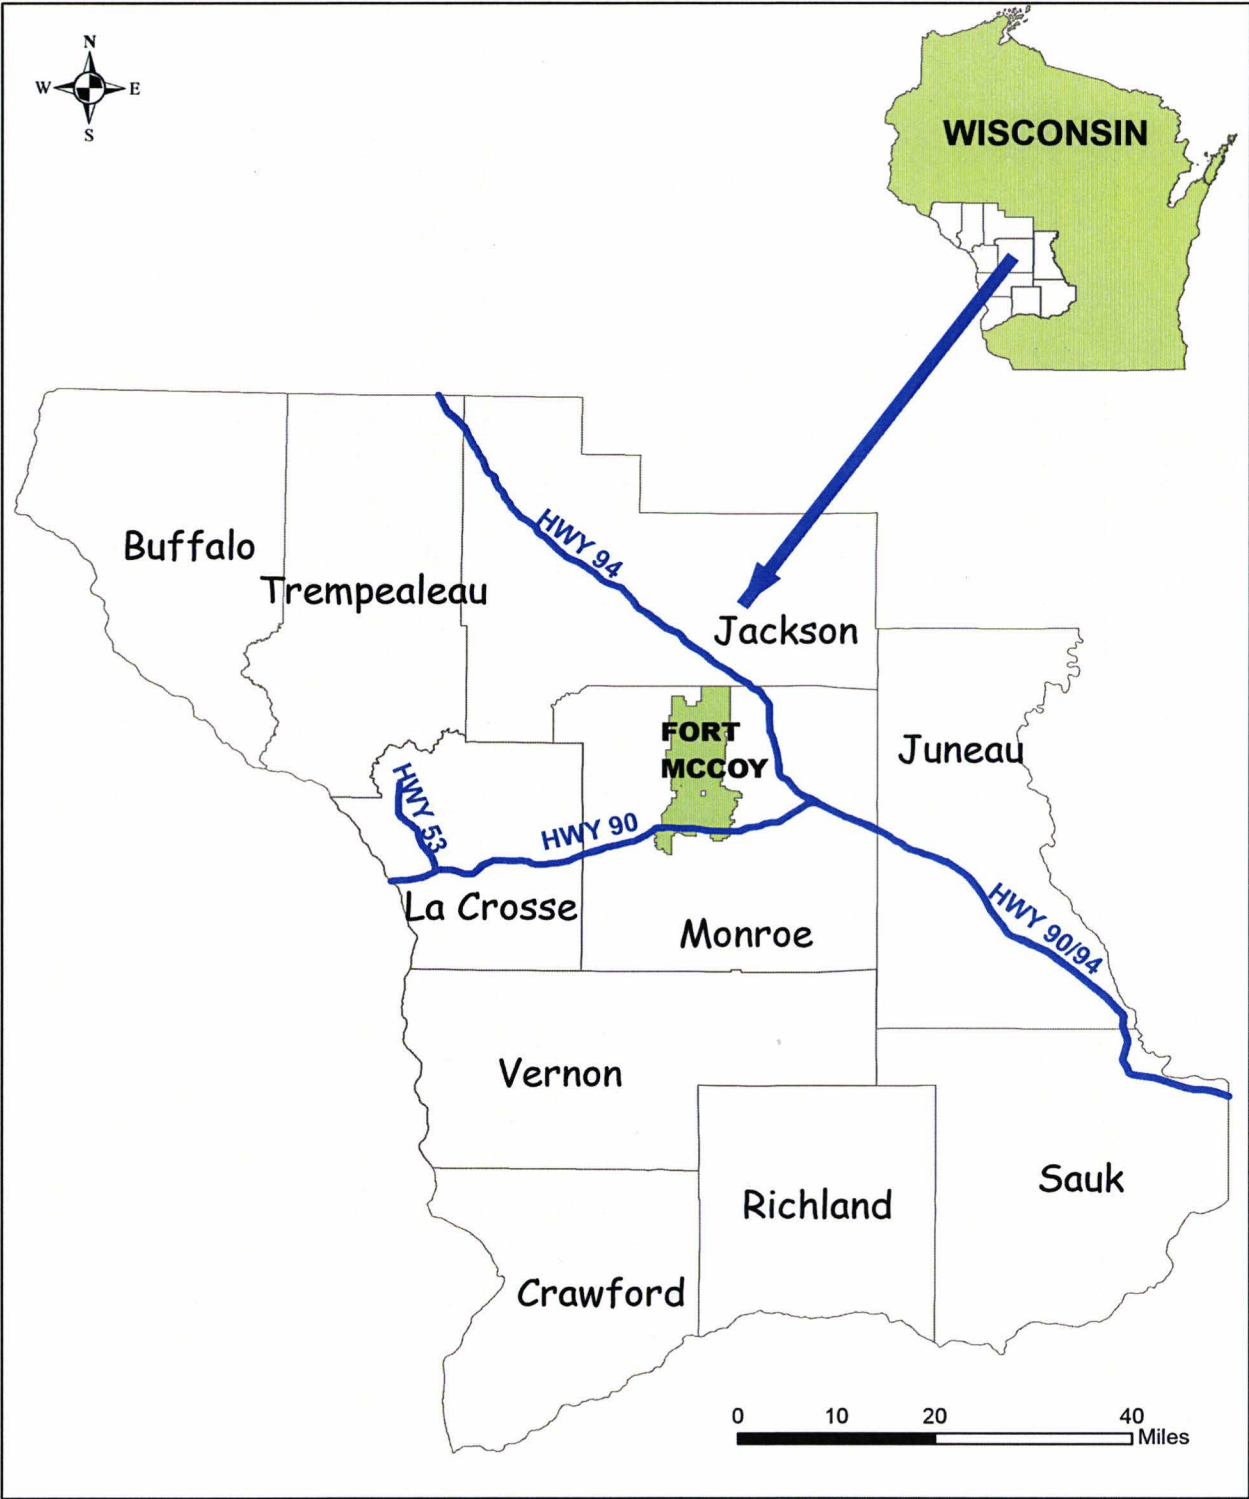 N
W E
S
WISCONSIN
HWY 94
Buffalo
Trempealeau
Jackson
FORT
MCCOY
Juneau
HWY 53
HWY 90
La Crosse
Monroe
HWY 90/94
Vernon
Sauk
Richland
Crawford
0 10 20 40
Miles